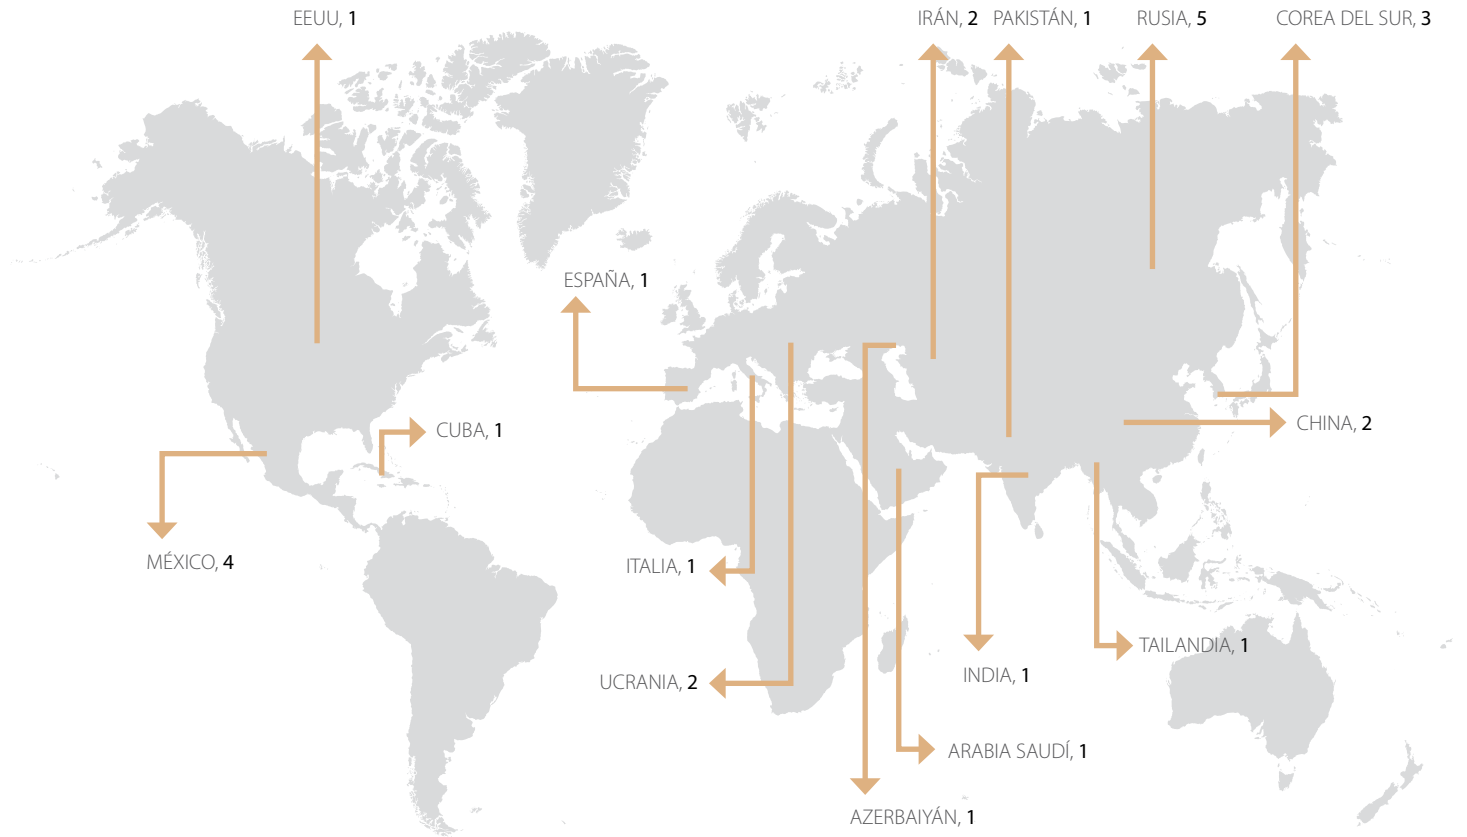 EEUU, 1
IRÁN, 2
PAKISTÁN, 1
RUSIA, 5
COREA DEL SUR, 3
ESPAÑA, 1
CUBA, 1
CHINA, 2
MÉXICO, 4
ITALIA, 1
TAILANDIA, 1
UCRANIA, 2
INDIA, 1
ARABIA SAUDÍ, 1
AZERBAIYÁN, 1